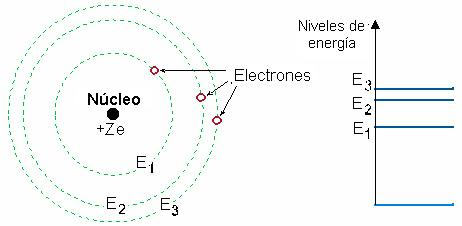 Núcleo
+Ze
Electrones
E1
E2
E3
Niveles de
energía
E3
E2
E1